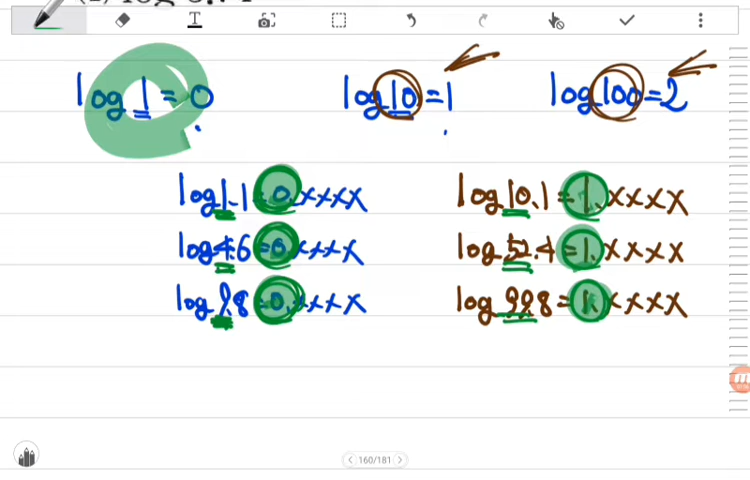 log 1 = 0 log 10 = 1 log 100 = 2
log 1.1 = 0.xxxx log 10.1 = 1.xxxx
log 4.6 = 0.xxxx log 52.4 = 1.xxxx
log 9.8 = 0.xxxx log 99.8 = 1.xxxx
160/181